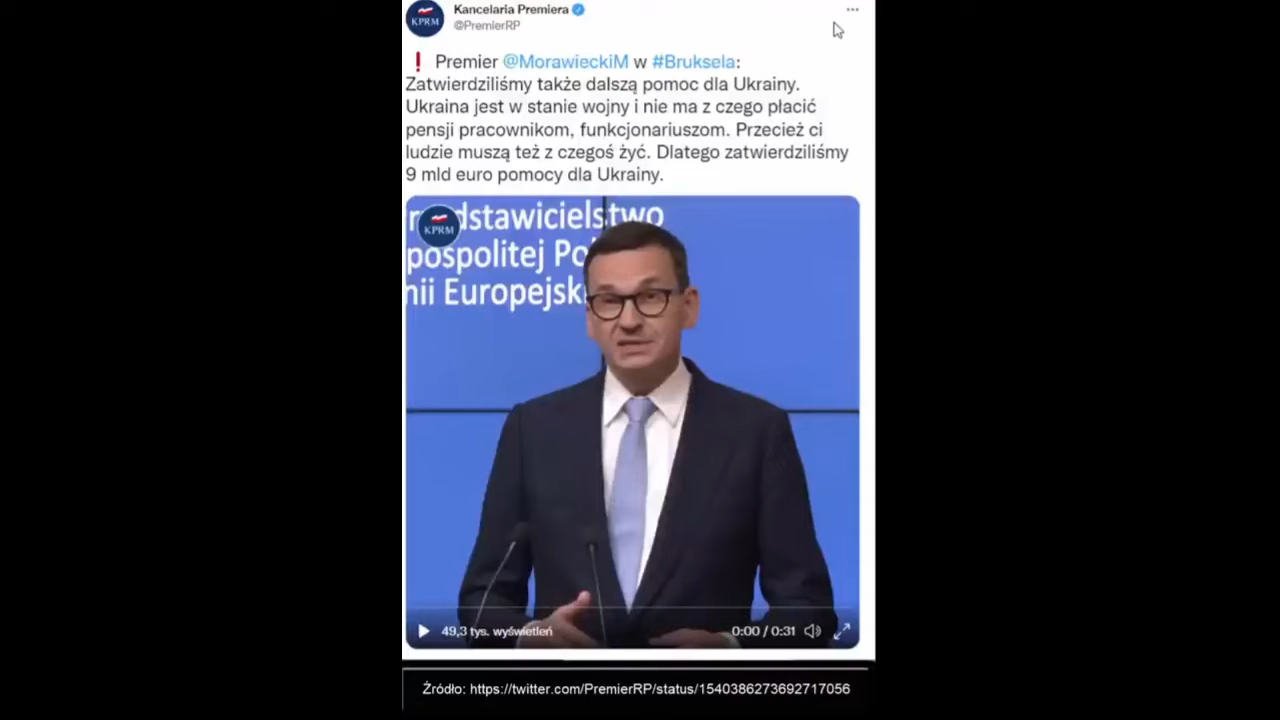 KPRM
Kancelaria Premiera
@PremierRP
❗ Premier @MorawieckiM w #Bruksela:
Zatwierdziliśmy także dalszą pomoc dla Ukrainy.
Ukraina jest w stanie wojny i nie ma z czego płacić
pensji pracownikom, funkcjonariuszom. Przecież ci
ludzie muszą też z czegoś żyć. Dlatego zatwierdziliśmy
9 mld euro pomocy dla Ukrainy.
KPRM
dstawicielstwo
pospolitej Po
nii Europejsk
49,3 tys. wyświetleń
0:00 / 0:31
Źródło: https://twitter.com/PremierRP/status/1540386273692717056